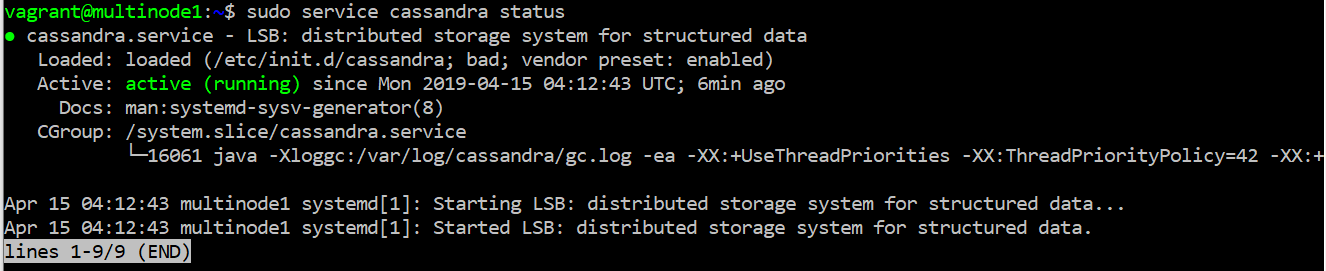 vagrant@multinode1:~$ sudo service cassandra status
● cassandra.service - LSB: distributed storage system for structured data
   Loaded: loaded (/etc/init.d/cassandra; bad; vendor preset: enabled)
   Active: active (running) since Mon 2019-04-15 04:12:43 UTC; 6min ago
     Docs: man:systemd-sysv-generator(8)
   CGroup: /system.slice/cassandra.service
           └─16061 java -Xloggc:/var/log/cassandra/gc.log -ea -XX:+UseThreadPriorities -XX:ThreadPriorityPolicy=42 -XX:+
Apr 15 04:12:43 multinode1 systemd[1]: Starting LSB: distributed storage system for structured data...
Apr 15 04:12:43 multinode1 systemd[1]: Started LSB: distributed storage system for structured data.
lines 1-9/9 (END)